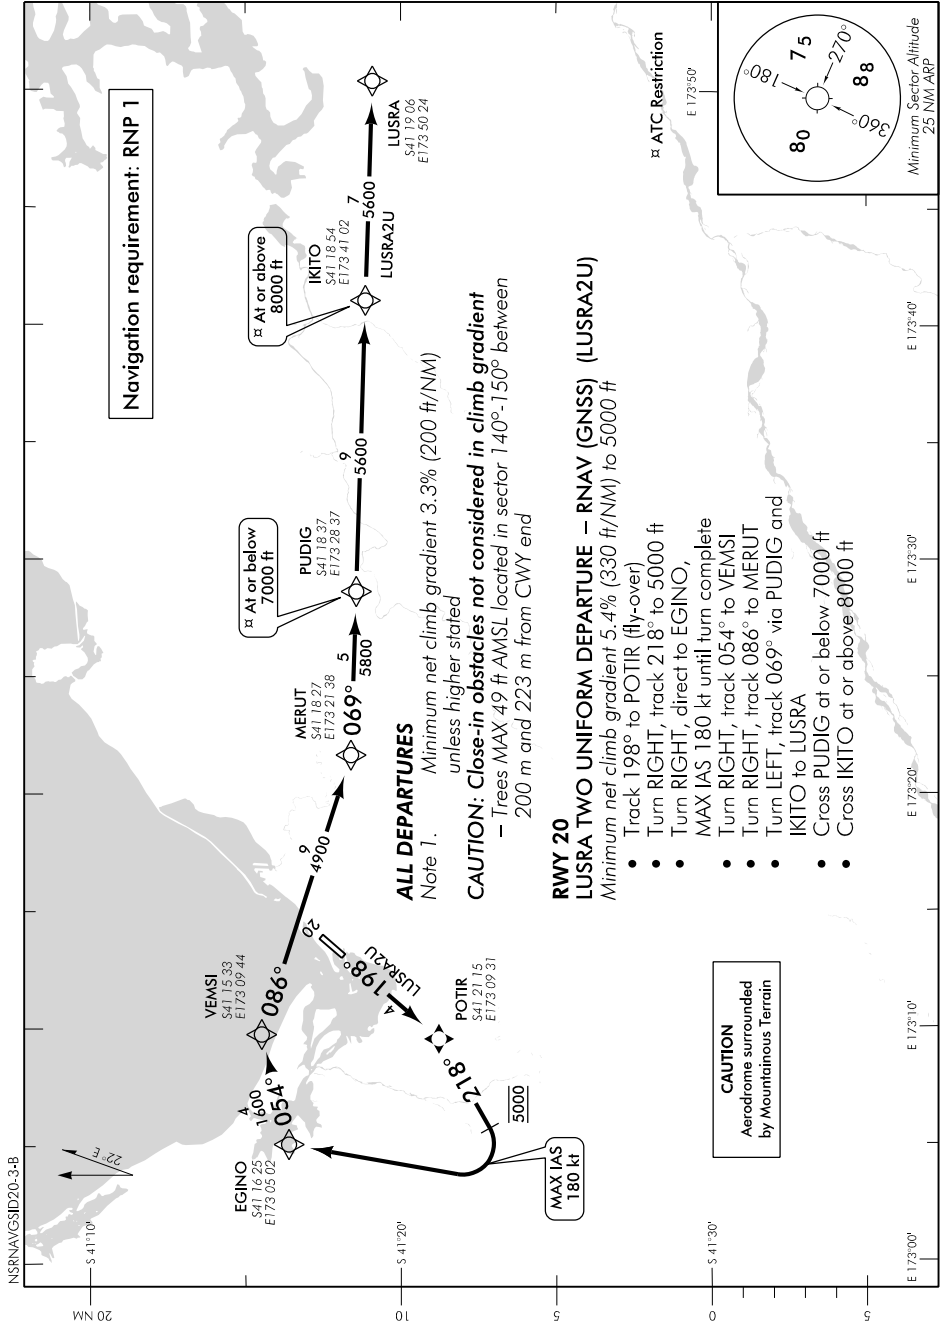 NSRNAVGSID20-3-B
22° E
Navigation requirement: RNP 1
EGINO
S41 16 25
E173 05 02
4
1600
054°
VEMSI
S41 15 33
E173 09 44
086°
9
4900
MERUT
S41 18 27
E173 21 38
069°
5
5800
¤ At or below
7000 ft
PUDIG
S41 18 37
E173 28 37
9
5600
¤ At or above
8000 ft
IKITO
S41 18 54
E173 41 02
LUSRA2U
7
5600
LUSRA
S41 19 06
E173 50 24
20
198°
LUSRA2U
4
POTIR
S41 21 15
E173 09 31
218°
5000
MAX IAS
180 kt
ALL DEPARTURES
Note 1. Minimum net climb gradient 3.3% (200 ft/NM)
unless higher stated
CAUTION: Close-in obstacles not considered in climb gradient
– Trees MAX 49 ft AMSL located in sector 140°-150° between
200 m and 223 m from CWY end
RWY 20
LUSRA TWO UNIFORM DEPARTURE – RNAV (GNSS) (LUSRA2U)
Minimum net climb gradient 5.4% (330 ft/NM) to 5000 ft
• Track 198° to POTIR (fly-over)
• Turn RIGHT, track 218° to 5000 ft
• Turn RIGHT, direct to EGINO,
MAX IAS 180 kt until turn complete
• Turn RIGHT, track 054° to VEMSI
• Turn RIGHT, track 086° to MERUT
• Turn LEFT, track 069° via PUDIG and
IKITO to LUSRA
• Cross PUDIG at or below 7000 ft
• Cross IKITO at or above 8000 ft
¤ ATC Restriction
CAUTION
Aerodrome surrounded
by Mountainous Terrain
180°
270°
360°
80
75
88
Minimum Sector Altitude
25 NM ARP
S 41°10'
S 41°20'
S 41°30'
E 173°00'
E 173°10'
E 173°20'
E 173°30'
E 173°40'
E 173°50'
20 NM
10
0
5